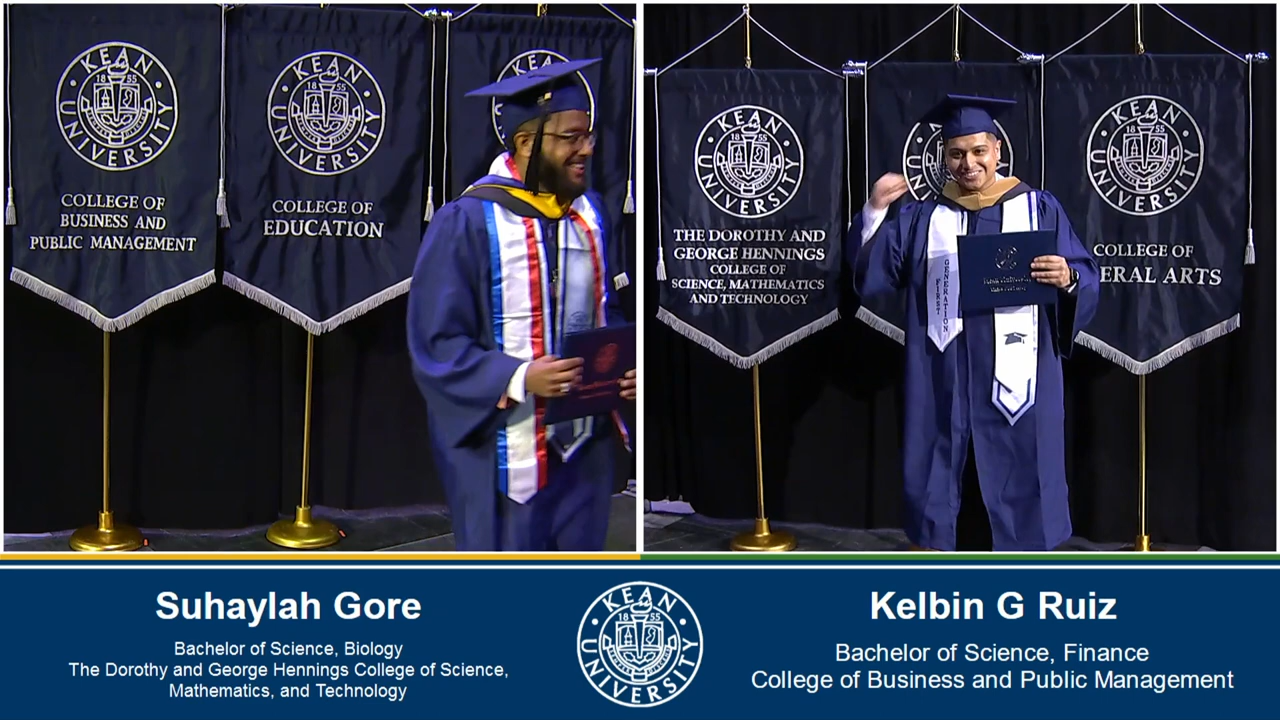 KEAN
1855
UNIVERSITY
COLLEGE OF
BUSINESS AND
PUBLIC MANAGEMENT
KEAN
1855
UNIVERSITY
COLLEGE OF
EDUCATION
KEAN
KEAN
1855
UNIVERSITY
THE DOROTHY AND
GEORGE HENNINGS
COLLEGE OF
SCIENCE, MATHEMATICS
AND TECHNOLOGY
FIRST
GENERATION
KEAN
1855
UNIVERSITY
COLLEGE OF
ERAL ARTS
Suhaylah Gore
Bachelor of Science, Biology
The Dorothy and George Hennings College of Science,
Mathematics, and Technology
KEAN
1855
UNIVERSITY
Kelbin G Ruiz
Bachelor of Science, Finance
College of Business and Public Management